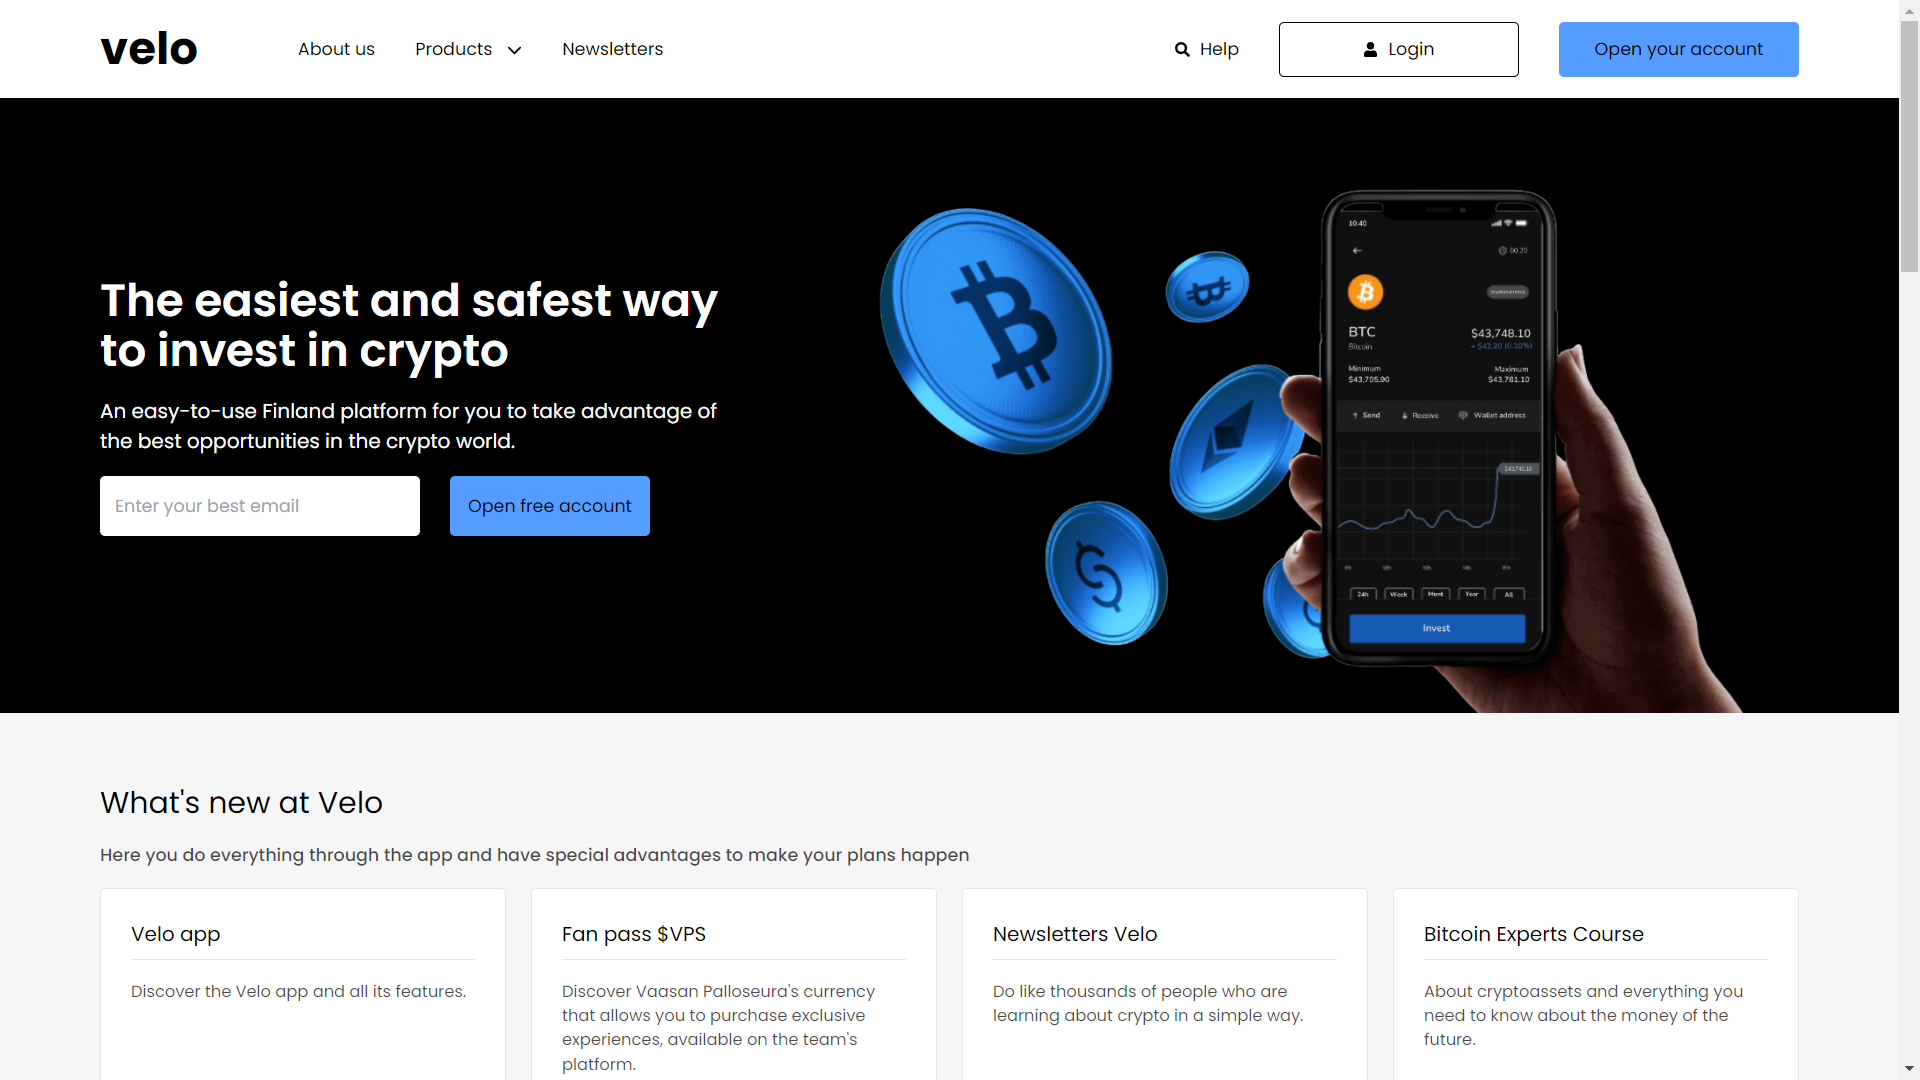 velo
About us
Products
Newsletters
Help
Login
Open your account
The easiest and safest way
to invest in crypto
An easy-to-use Finland platform for you to take advantage of
the best opportunities in the crypto world.
Enter your best email
Open free account
10:40
00:20
cryptocurrency
BTC
$43,748.10
Bitcoin
+ $42.20 (0.10%)
Minimum
Maximum
$43,705.90
$43,781.10
Send
Receive
Wallet address
24h
Week
Mont
Year
All
Invest
What's new at Velo
Here you do everything through the app and have special advantages to make your plans happen
Velo app
Discover the Velo app and all its features.
Fan pass $VPS
Discover Vaasan Palloseura's currency
that allows you to purchase exclusive
experiences, available on the team's
platform.
Newsletters Velo
Do like thousands of people who are
learning about crypto in a simple way.
Bitcoin Experts Course
About cryptoassets and everything you
need to know about the money of the
future.